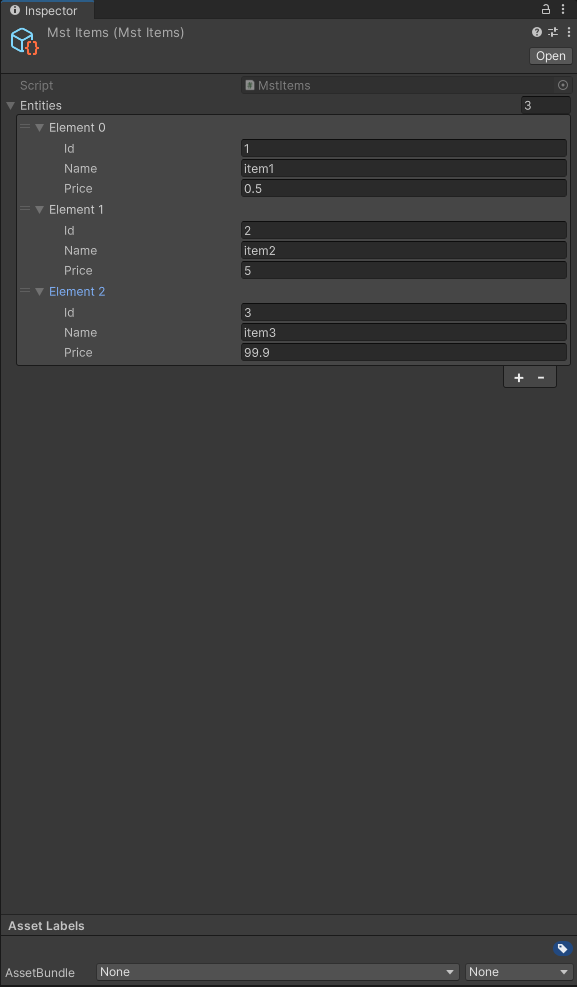 Inspector
Mst Items (Mst Items)
Open
Script MstItems
Entities 3
Element 0
Id 1
Name item1
Price 0.5
Element 1
Id 2
Name item2
Price 5
Element 2
Id 3
Name item3
Price 99.9
+ -
Asset Labels
AssetBundle None None